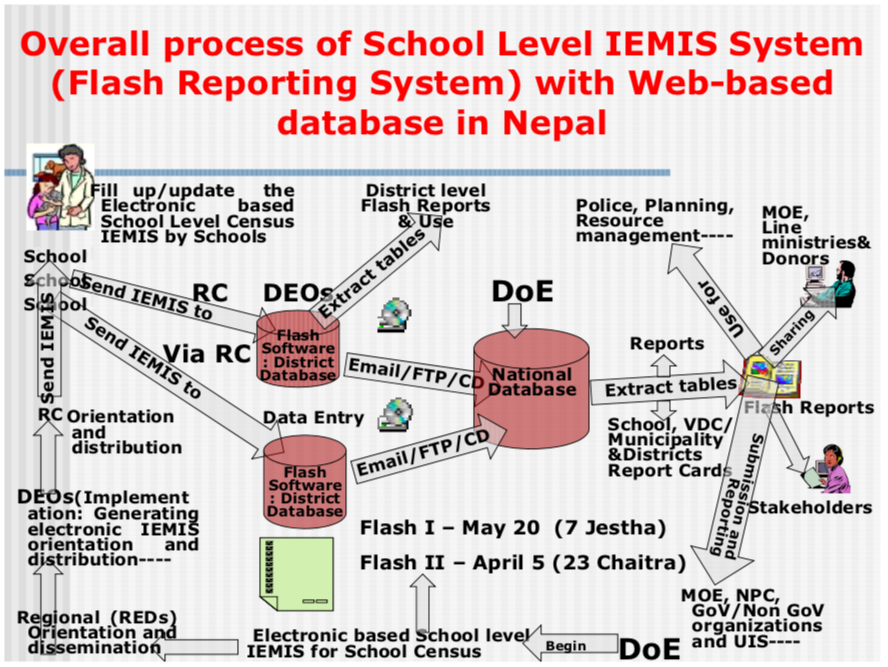 Overall process of School Level IEMIS System
(Flash Reporting System) with Web-based
database in Nepal
Fill up/update the
Electronic based
School Level Census
IEMIS by Schools
District level
Flash Reports
& Use
Police, Planning,
Resource
management----
MOE,
Line
ministries&
Donors
School
School
School
Send IEMIS to
RC
DEOs
Extract tables
DoE
Use for
Sharing
Send IEMIS to
Via RC
Flash
Software
: District
Database
Email/FTP/CD
National
Database
Reports
Extract tables
Flash Reports
Send IEMIS
RC
Orientation
and
distribution
Data Entry
Flash
Software
: District
Database
Email/FTP/CD
School, VDC/
Municipality
&Districts
Report Cards
Submission and
Reporting
Stakeholders
DEOs(Implement
ation: Generating
electronic IEMIS
orientation and
distribution----
Flash I – May 20 (7 Jestha)
Flash II – April 5 (23 Chaitra)
MOE, NPC,
GoV/Non GoV
organizations
and UIS----
Regional (REDs)
Orientation and
dissemination
Electronic based School level
IEMIS for School Census
Begin
DoE